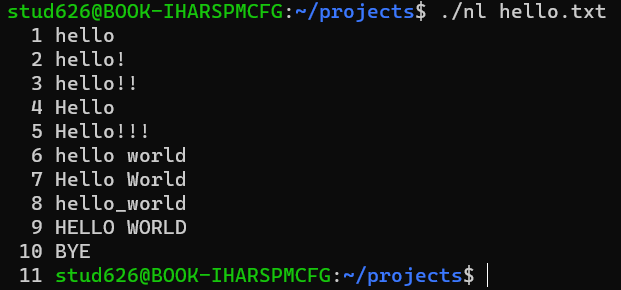 stud626@BOOK-IHARSPMCFG:~/projects$ ./nl hello.txt
1 hello
2 hello!
3 hello!!
4 Hello
5 Hello!!!
6 hello world
7 Hello World
8 hello_world
9 HELLO WORLD
10 BYE
11 stud626@BOOK-IHARSPMCFG:~/projects$